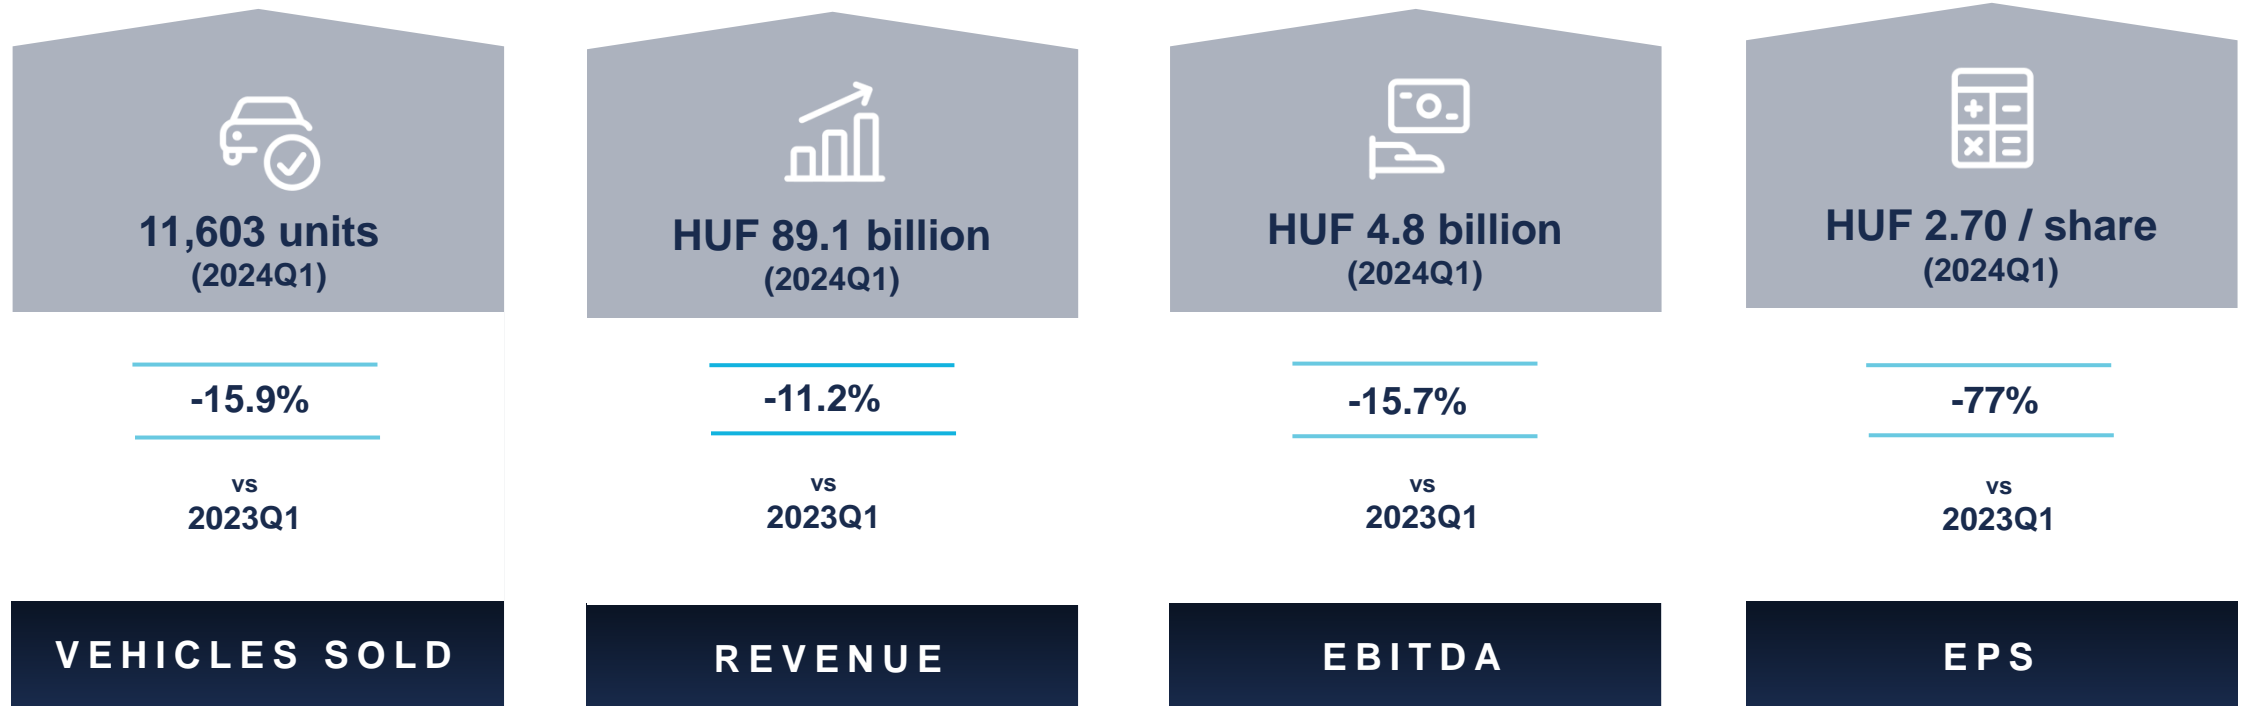 11,603 units
(2024Q1)
-15.9%
vs
2023Q1
VEHICLES SOLD
HUF 89.1 billion
(2024Q1)
-11.2%
vs
2023Q1
REVENUE
HUF 4.8 billion
(2024Q1)
-15.7%
vs
2023Q1
EBITDA
HUF 2.70 / share
(2024Q1)
-77%
vs
2023Q1
EPS